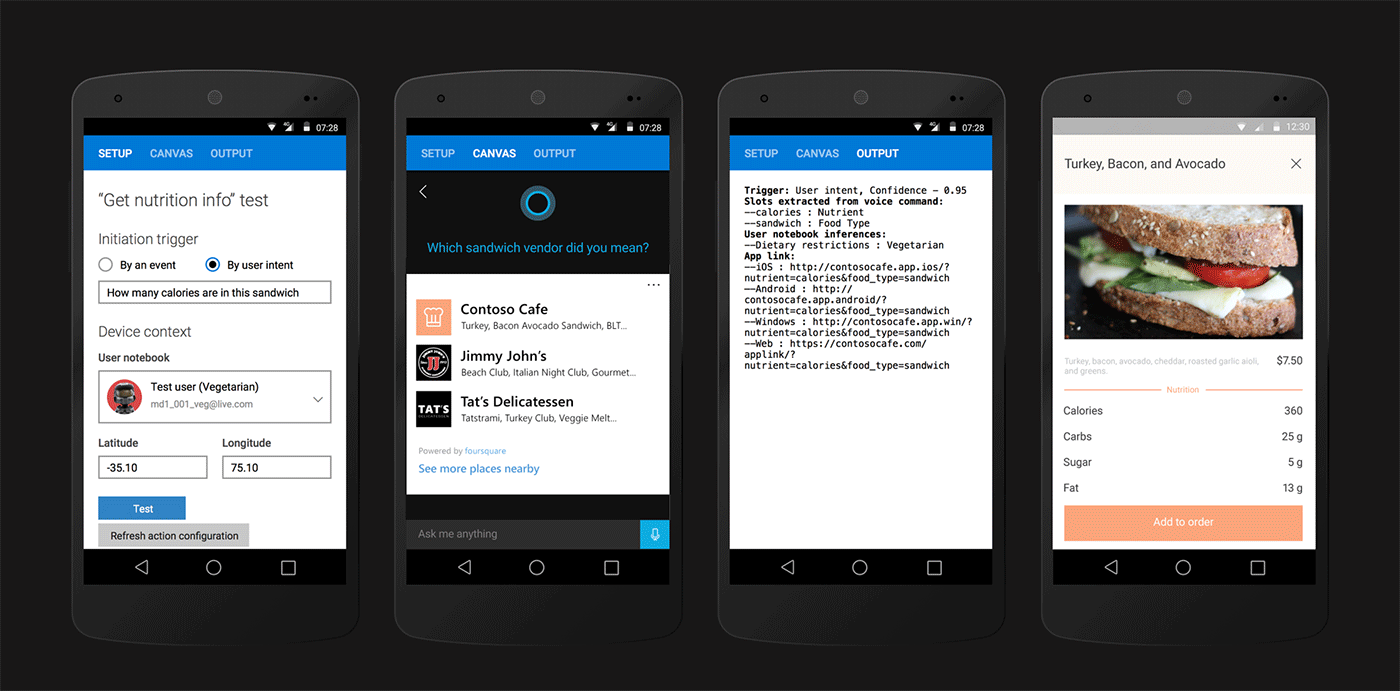 07:28
SETUP CANVAS OUTPUT
“Get nutrition info” test
Initiation trigger
By an event By user intent
How many calories are in this sandwich
Device context
User notebook
Test user (Vegetarian)
md1_001_veg@live.com
Latitude Longitude
-35.10 75.10
Test
Refresh action configuration
4G 07:28
SETUP CANVAS OUTPUT
Which sandwich vendor did you mean?
Contoso Cafe
Turkey, Bacon Avocado Sandwich, BLT...
JIMMY JOHN'S
Jimmy John’s
Beach Club, Italian Night Club, Gourmet...
TAT'S
DELICATESSEN
Tat’s Delicatessen
Tatstrami, Turkey Club, Veggie Melt...
Powered by foursquare
See more places nearby
Ask me anything
4G 07:28
SETUP CANVAS OUTPUT
Trigger: User intent, Confidence – 0.95
Slots extracted from voice command:
—calories : Nutrient
—sandwich : Food Type
User notebook inferences:
—Dietary restrictions : Vegetarian
App link:
—iOS : http://contosocafe.app.ios/?
nutrient=calories&food_type=sandwich
—Android : http://
contosocafe.app.android/?
nutrient=calories&food_type=sandwich
—Windows : http://contosocafe.app.win/?
nutrient=calories&food_type=sandwich
—Web : https://contosocafe.com/
applink/?
nutrient=calories&food_type=sandwich
12:30
Turkey, Bacon, and Avocado
Turkey, bacon, avocado, cheddar, roasted garlic aioli, $7.50
and greens.
Nutrition
Calories 360
Carbs 25 g
Sugar 5 g
Fat 13 g
Add to order